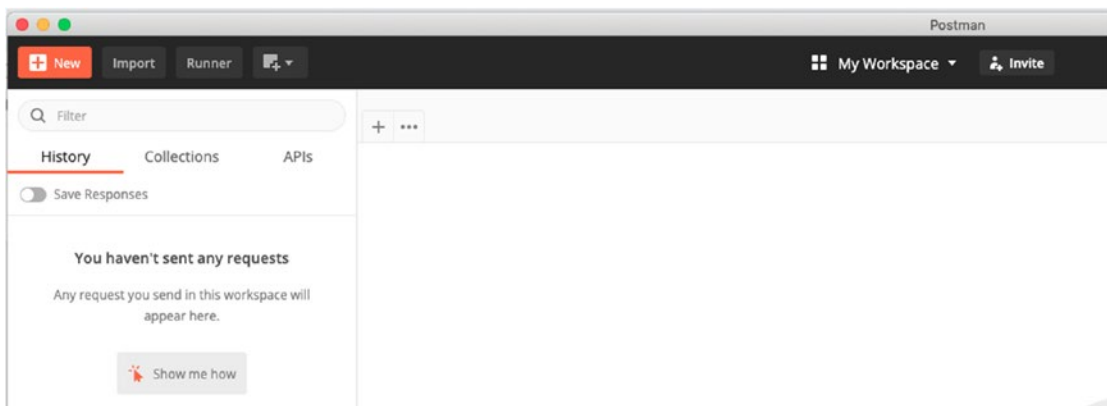 Postman
New Import Runner My Workspace Invite
Filter
History Collections APIs
Save Responses
You haven't sent any requests
Any request you send in this workspace will
appear here.
Show me how